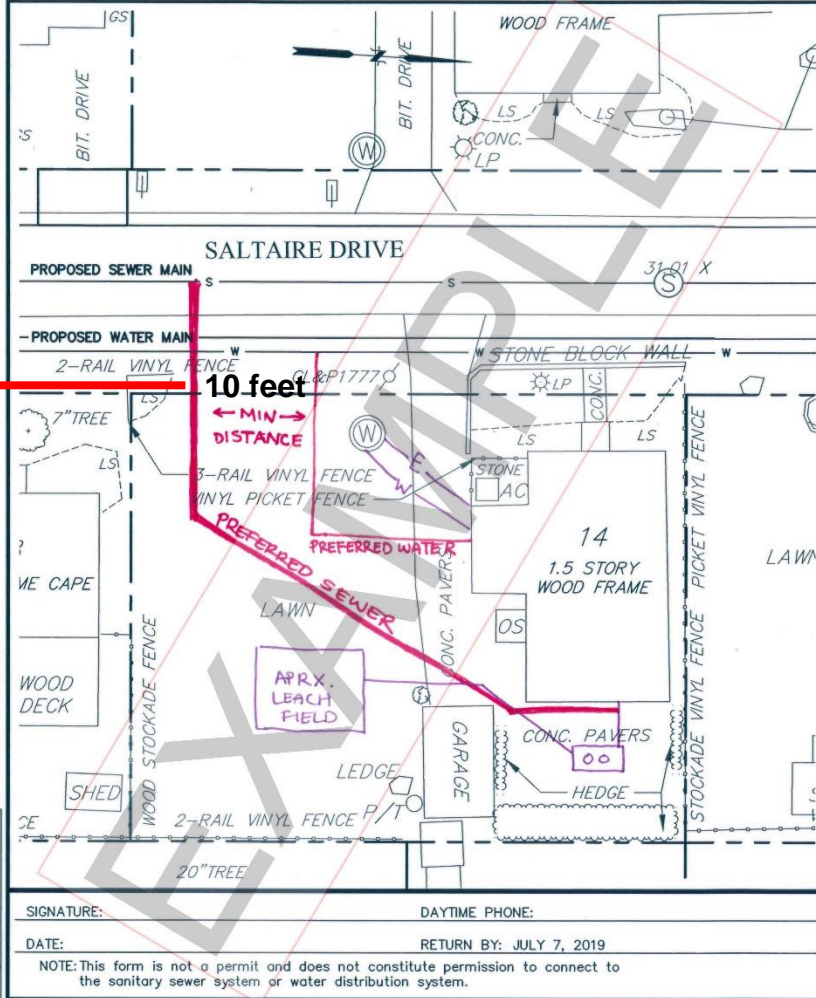 GS
WOOD FRAME
BIT. DRIVE
BIT. DRIVE
LS
LS
CONC.
LP
W
SALTAIRE DRIVE
PROPOSED SEWER MAIN
S
S
31.01 X
S
PROPOSED WATER MAIN
W
W
W
2-RAIL VINYL FENCE
STONE BLOCK WALL
CL&P1777
10 feet
LP
CONC.
7"TREE
LS
MIN
DISTANCE
W
LS
LS
LS
E
W
STONE
AC
3-RAIL VINYL FENCE
VINYL PICKET FENCE
PICKET VINYL FENCE
14
1.5 STORY
WOOD FRAME
PREFERRED SEWER
PREFERRED WATER
ME CAPE
LAWN
LAWN
CONC. PAVERS
OS
WOOD
DECK
WOOD STOCKADE FENCE
APRX.
LEACH
FIELD
STOCKADE VINYL FENCE
GARAGE
CONC. PAVERS
OO
LEDGE
HEDGE
SHED
2-RAIL VINYL FENCE
P/T
20"TREE
EXAMPLE
SIGNATURE:
DAYTIME PHONE:
DATE:
RETURN BY: JULY 7, 2019
NOTE: This form is not a permit and does not constitute permission to connect to
the sanitary sewer system or water distribution system.